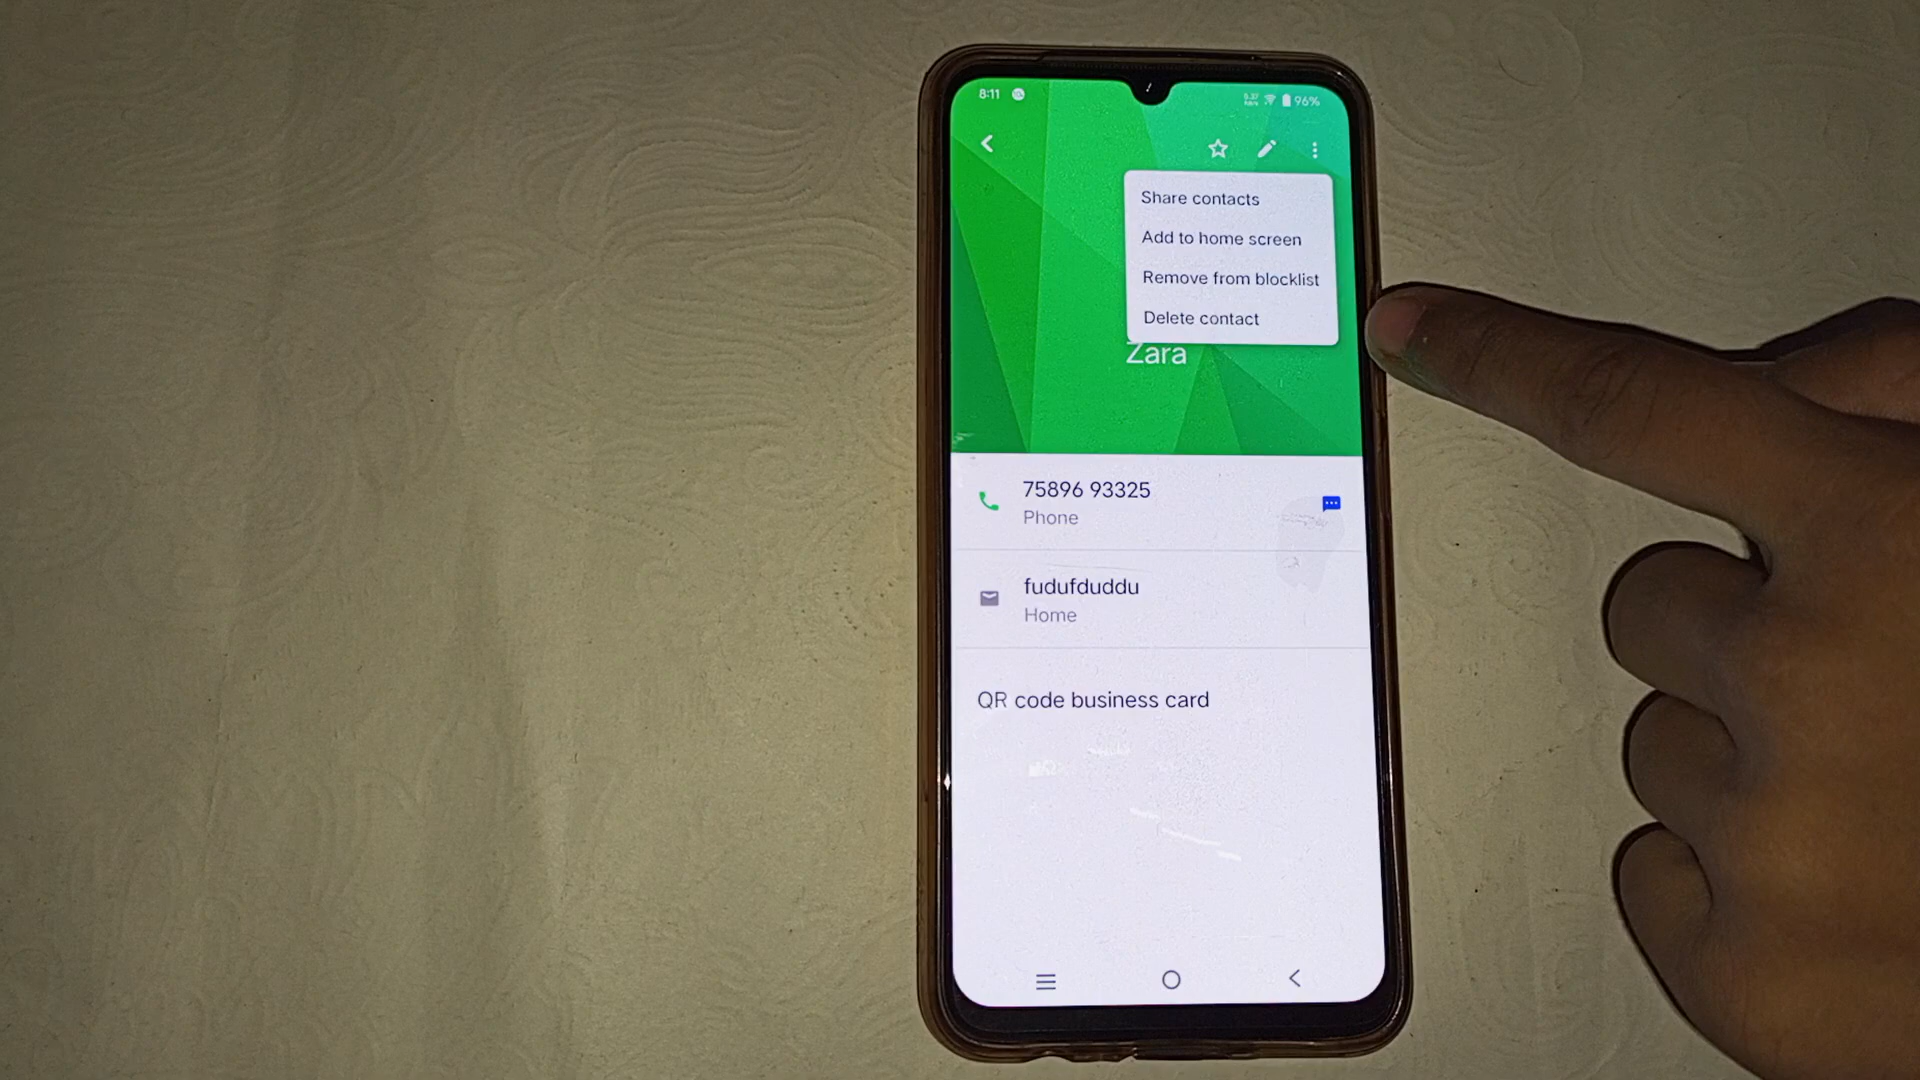 8:11
96%
Share contacts
Add to home screen
Remove from blocklist
Delete contact
Zara
75896 93325
Phone
fudufduddu
Home
QR code business card